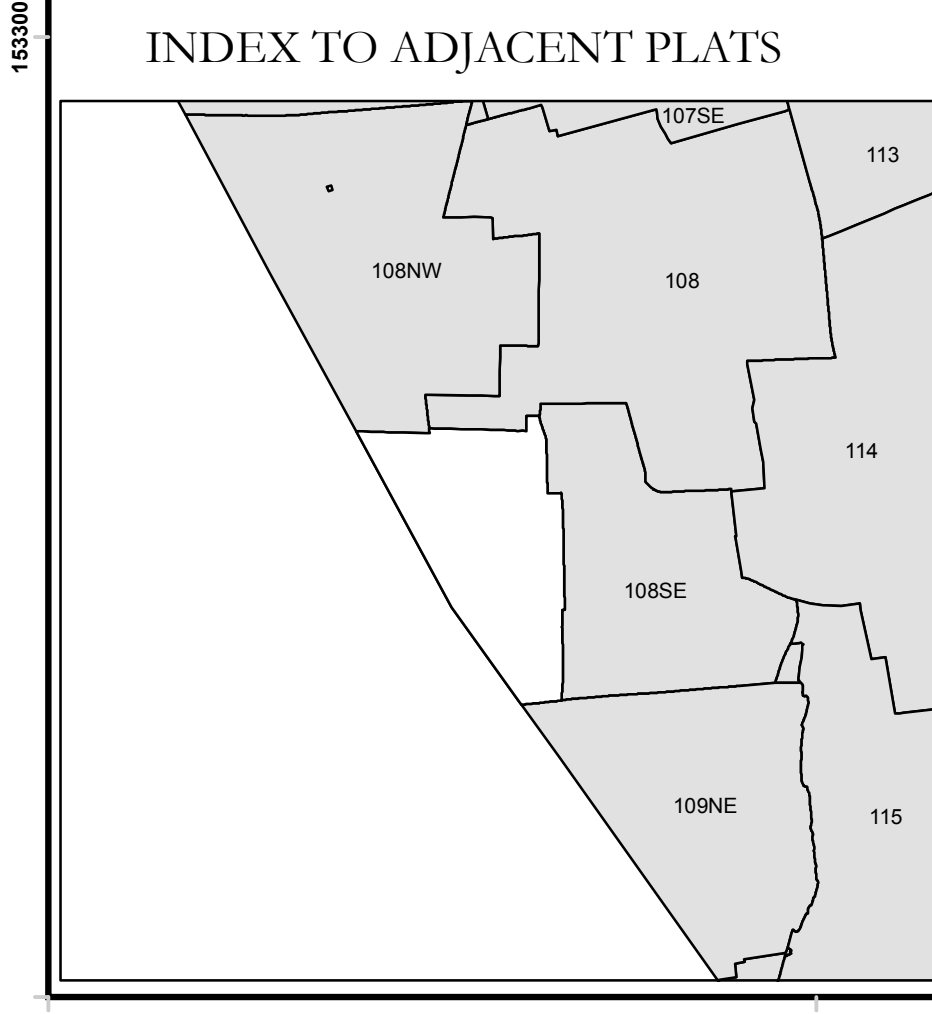 153300
INDEX TO ADJACENT PLATS
107SE
113
108NW
108
114
108SE
109NE
115